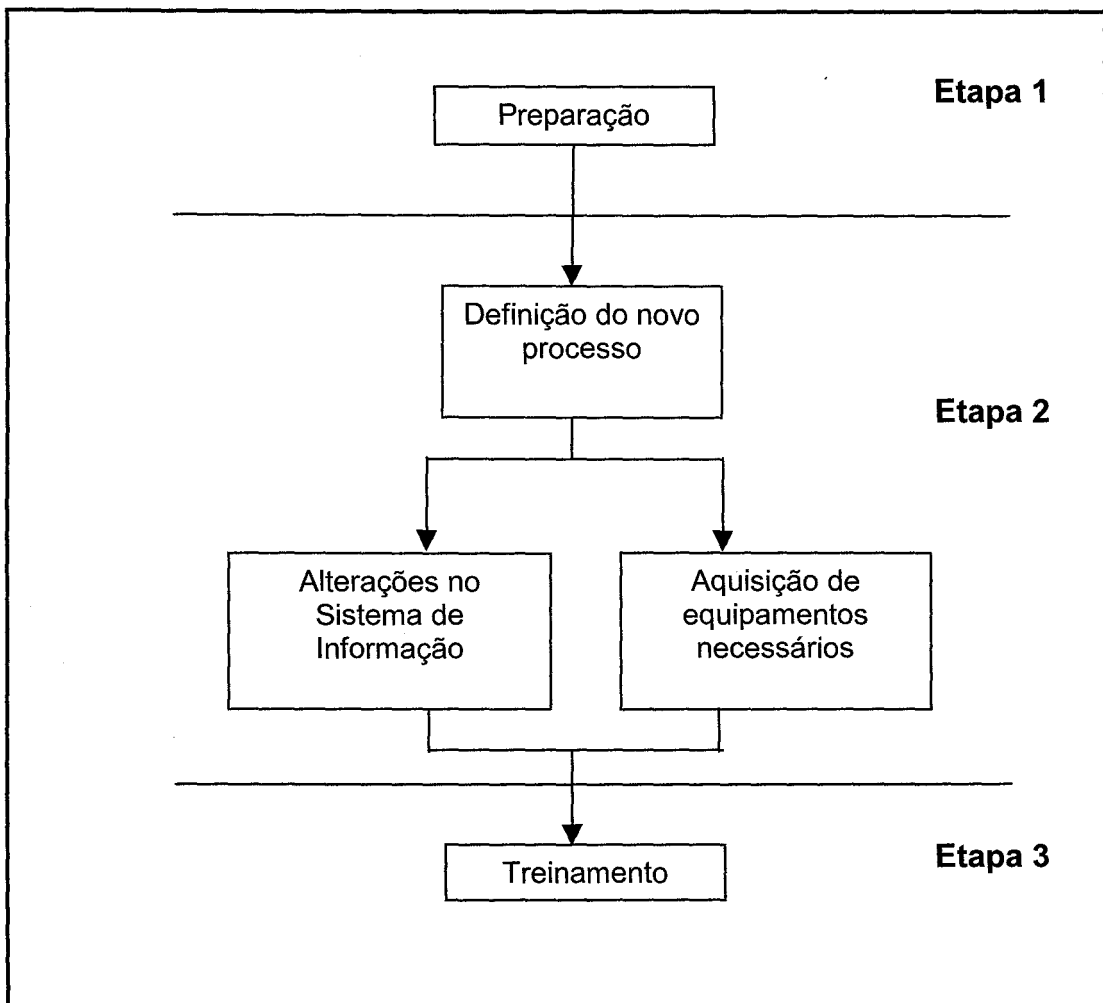 Etapa 1
Preparação
Definição do novo
processo
Etapa 2
Alterações no
Sistema de
Informação
Aquisição de
equipamentos
necessários
Etapa 3
Treinamento